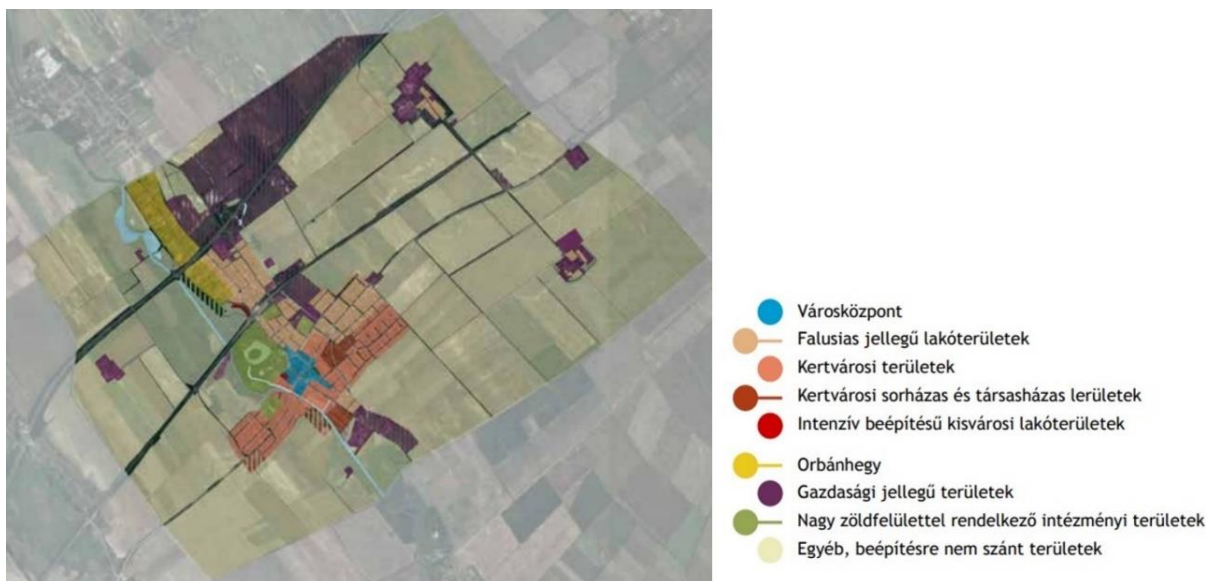 Városközpont
Falusias jellegű lakóterületek
Kertvárosi területek
Kertvárosi sorházas és társasházas lerületek
Intenzív beépítésű kisvárosi lakóterületek
Orbánhegy
Gazdasági jellegű területek
Nagy zöldfelülettel rendelkező intézményi területek
Egyéb, beépítésre nem szánt területek